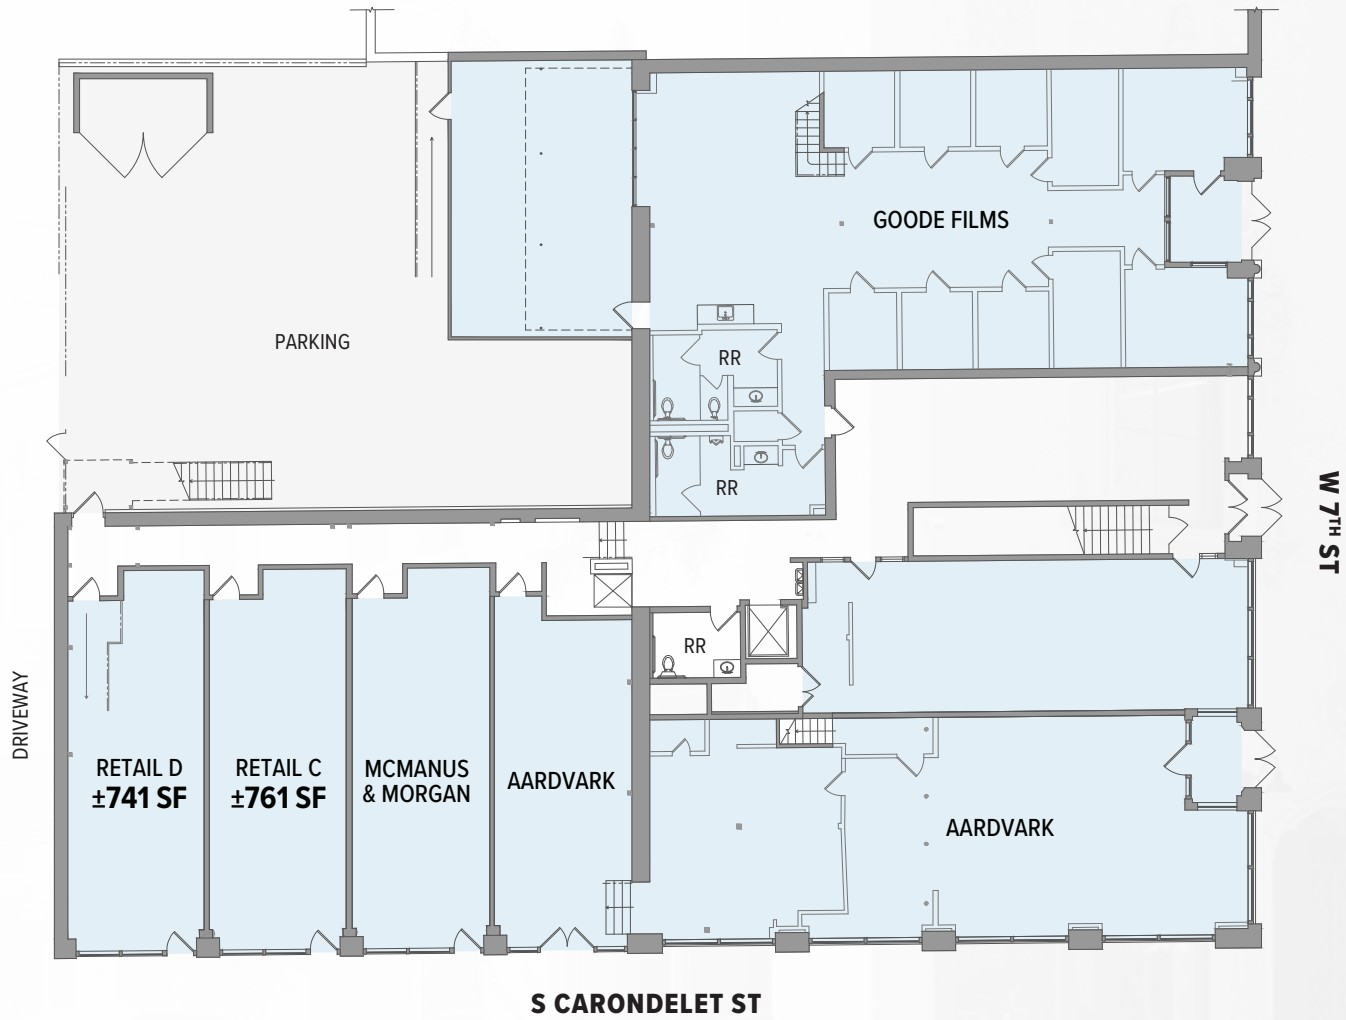 GOODE FILMS
PARKING
RR
RR
W 7TH ST
RR
DRIVEWAY
RETAIL D
±741 SF
RETAIL C
±761 SF
MCMANUS
& MORGAN
AARDVARK
AARDVARK
S CARONDELET ST